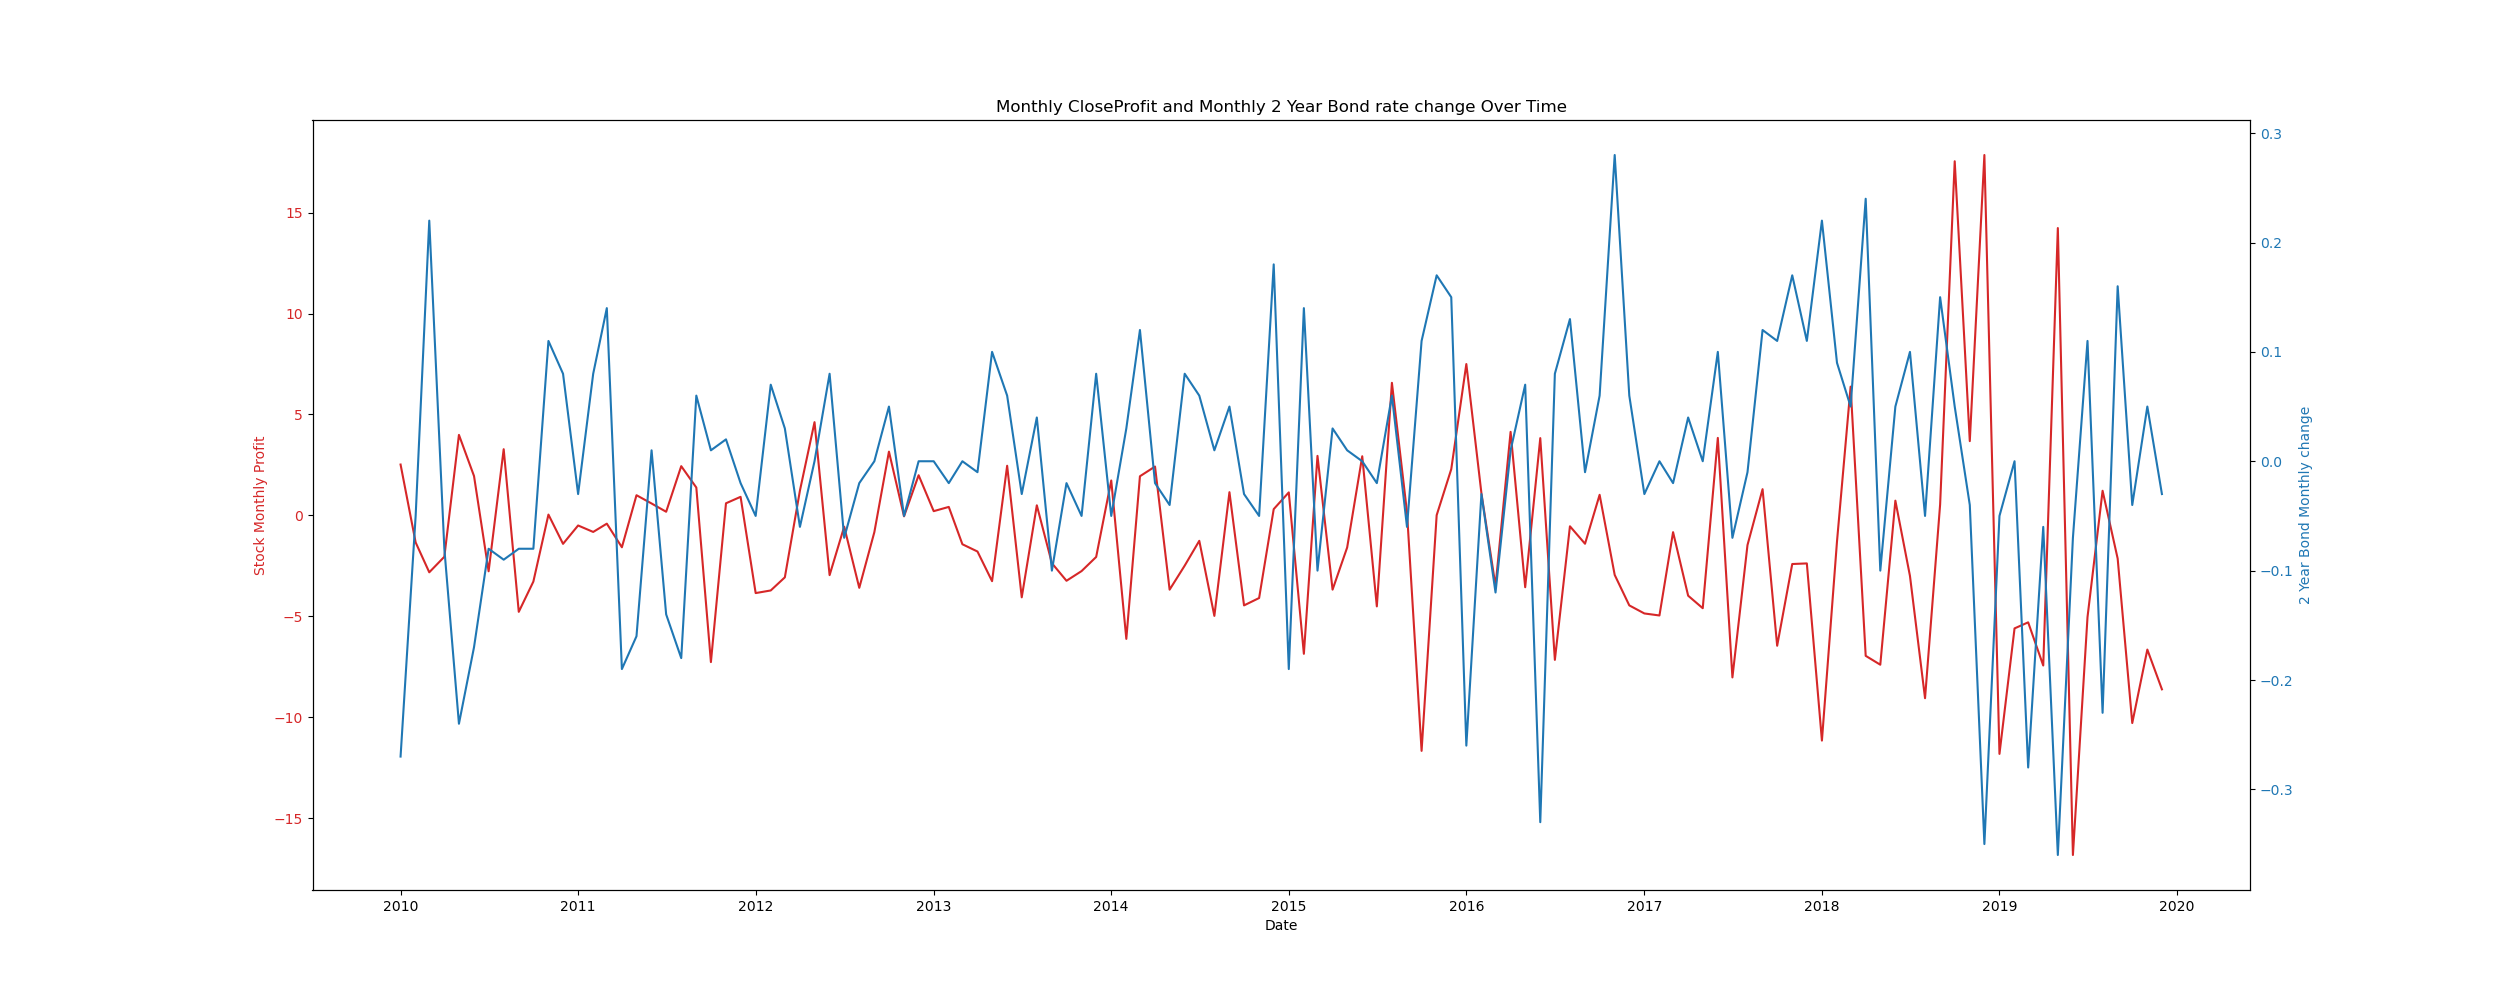 Monthly CloseProfit and Monthly 2 Year Bond rate change Over Time
Stock Monthly Profit
15
10
5
0
−5
−10
−15
0.3
0.2
0.1
0.0
−0.1
−0.2
−0.3
2 Year Bond Monthly change
2010 2011 2012 2013 2014 2015 2016 2017 2018 2019 2020
Date